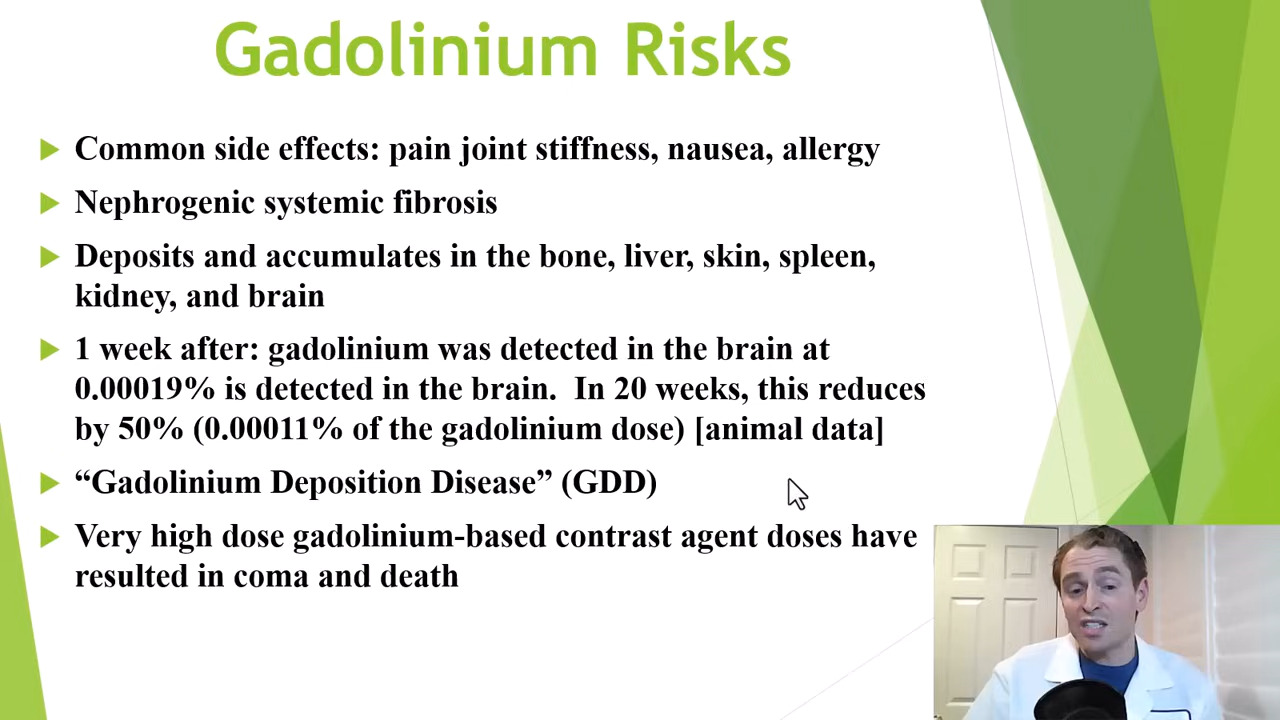 Gadolinium Risks
Common side effects: pain joint stiffness, nausea, allergy
Nephrogenic systemic fibrosis
Deposits and accumulates in the bone, liver, skin, spleen,
kidney, and brain
1 week after: gadolinium was detected in the brain at
0.00019% is detected in the brain.  In 20 weeks, this reduces
by 50% (0.00011% of the gadolinium dose) [animal data]
“Gadolinium Deposition Disease” (GDD)
Very high dose gadolinium-based contrast agent doses have
resulted in coma and death